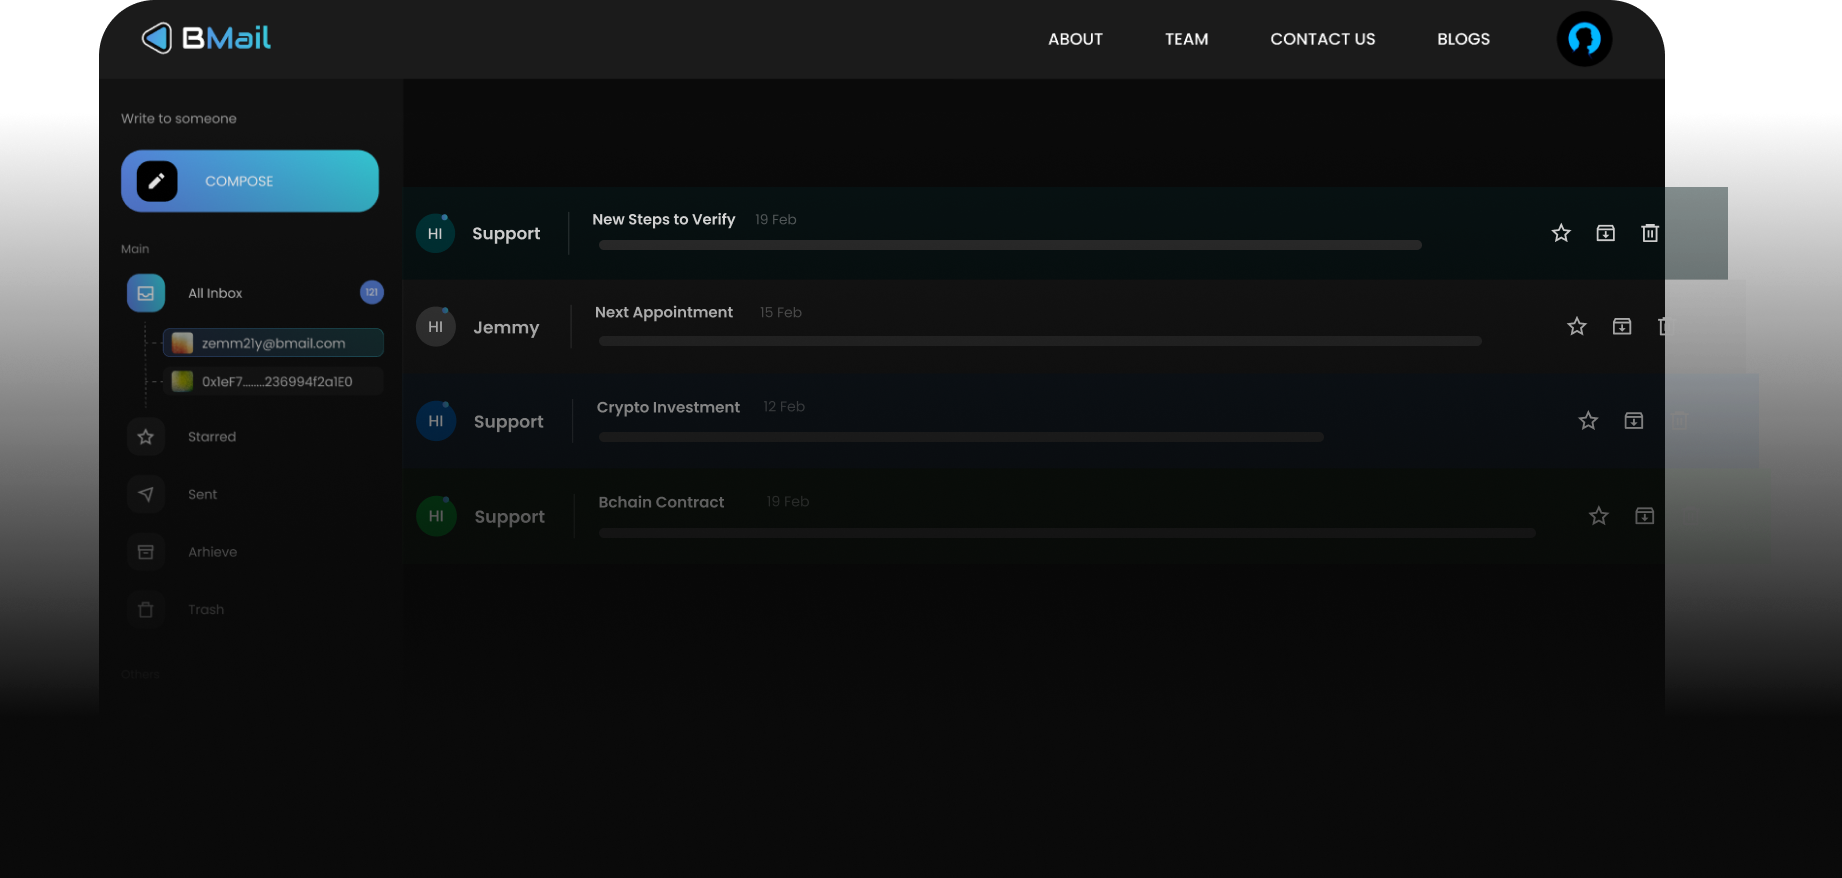 BMail
ABOUT TEAM CONTACT US BLOGS
Write to someone
COMPOSE
Main
All Inbox 121
zemm21y@bmail.com
0x1eF7........236994f2a1E0
Starred
Sent
Arhieve
Trash
Others
HI Support New Steps to Verify 19 Feb
HI Jemmy Next Appointment 15 Feb
HI Support Crypto Investment 12 Feb
HI Support Bchain Contract 19 Feb